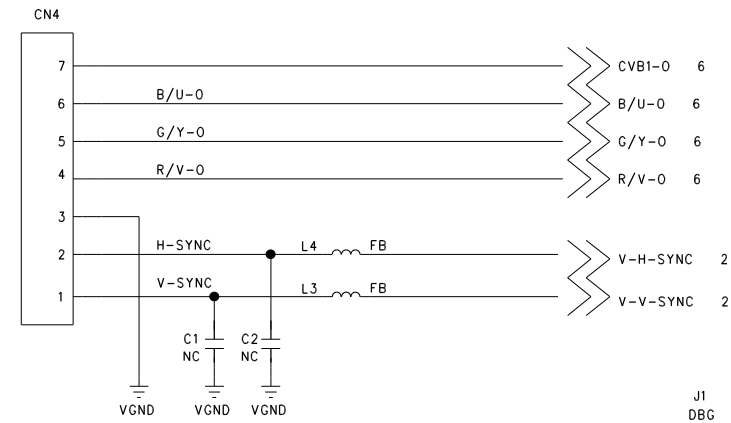 CN4
7 CVB1-O 6
6 B/U-O B/U-O 6
5 G/Y-O G/Y-O 6
4 R/V-O R/V-O 6
3
2 H-SYNC L4 FB V-H-SYNC 2
1 V-SYNC L3 FB V-V-SYNC 2
C1 C2
NC NC
VGND VGND VGND
J1
DBG